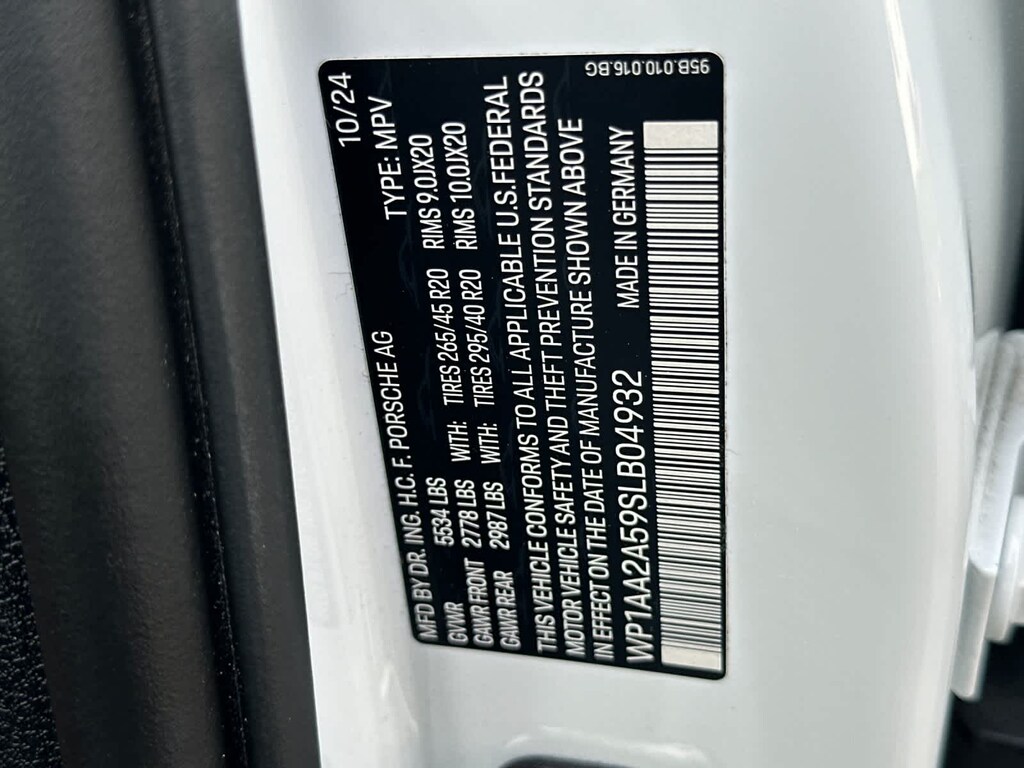 MFD BY DR. ING. H.C. F. PORSCHE AG 10/24
GVWR 5534 LBS TYPE: MPV
GAWR FRONT 2778 LBS WITH: TIRES 265/45 R20 RIMS 9.0JX20
GAWR REAR 2987 LBS WITH: TIRES 295/40 R20 RIMS 10.0JX20
THIS VEHICLE CONFORMS TO ALL APPLICABLE U.S.FEDERAL
MOTOR VEHICLE SAFETY AND THEFT PREVENTION STANDARDS
IN EFFECT ON THE DATE OF MANUFACTURE SHOWN ABOVE
WP1AA2A59SLB04932 MADE IN GERMANY
95B.010.016.BG